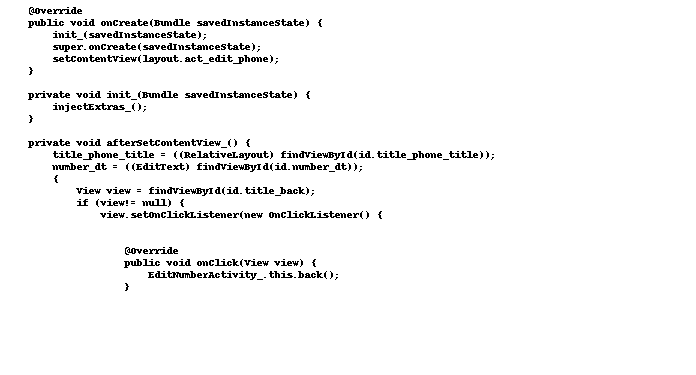 @Override
public void onCreate(Bundle savedInstanceState) {
init_(savedInstanceState);
super.onCreate(savedInstanceState);
setContentView(layout.act_edit_phone);
}
private void init_(Bundle savedInstanceState) {
injectExtras_();
}
private void afterSetContentView_() {
title_phone_title = ((RelativeLayout) findViewById(id.title_phone_title));
number_dt = ((EditText) findViewById(id.number_dt));
{
View view = findViewById(id.title_back);
if (view!= null) {
view.setOnClickListener(new OnClickListener() {
@Override
public void onClick(View view) {
EditNumberActivity_.this.back();
}